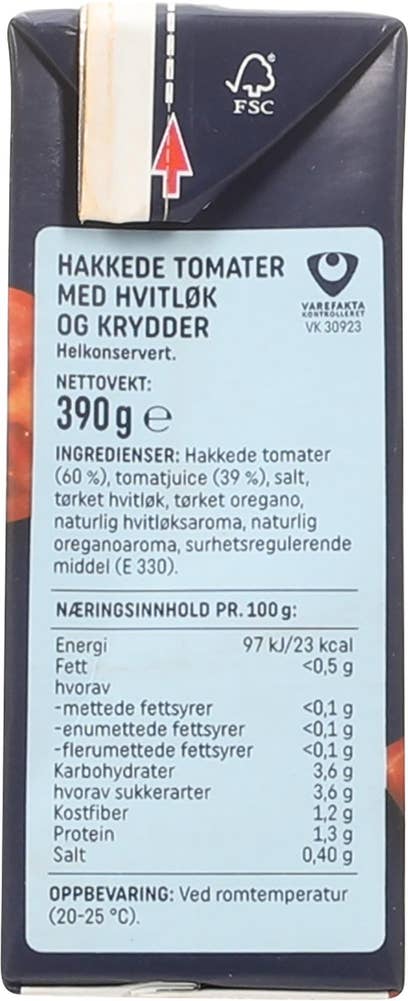 FSC
HAKKEDE TOMATER
MED HVITLØK
OG KRYDDER
Helkonservert.
VAREFAKTA
KONTROLLERET
VK 30923
NETTOVEKT:
390 g ℮
INGREDIENSER: Hakkede tomater
(60 %), tomatjuice (39 %), salt,
tørket hvitløk, tørket oregano,
naturlig hvitløksaroma, naturlig
oreganoaroma, surhetsregulerende
middel (E 330).
NÆRINGSINNHOLD PR. 100 g:
Energi 97 kJ/23 kcal
Fett <0,5 g
hvorav
-mettede fettsyrer <0,1 g
-enumettede fettsyrer <0,1 g
-flerumettede fettsyrer <0,1 g
Karbohydrater 3,6 g
hvorav sukkerarter 3,6 g
Kostfiber 1,2 g
Protein 1,3 g
Salt 0,40 g
OPPBEVARING: Ved romtemperatur
(20-25 °C).